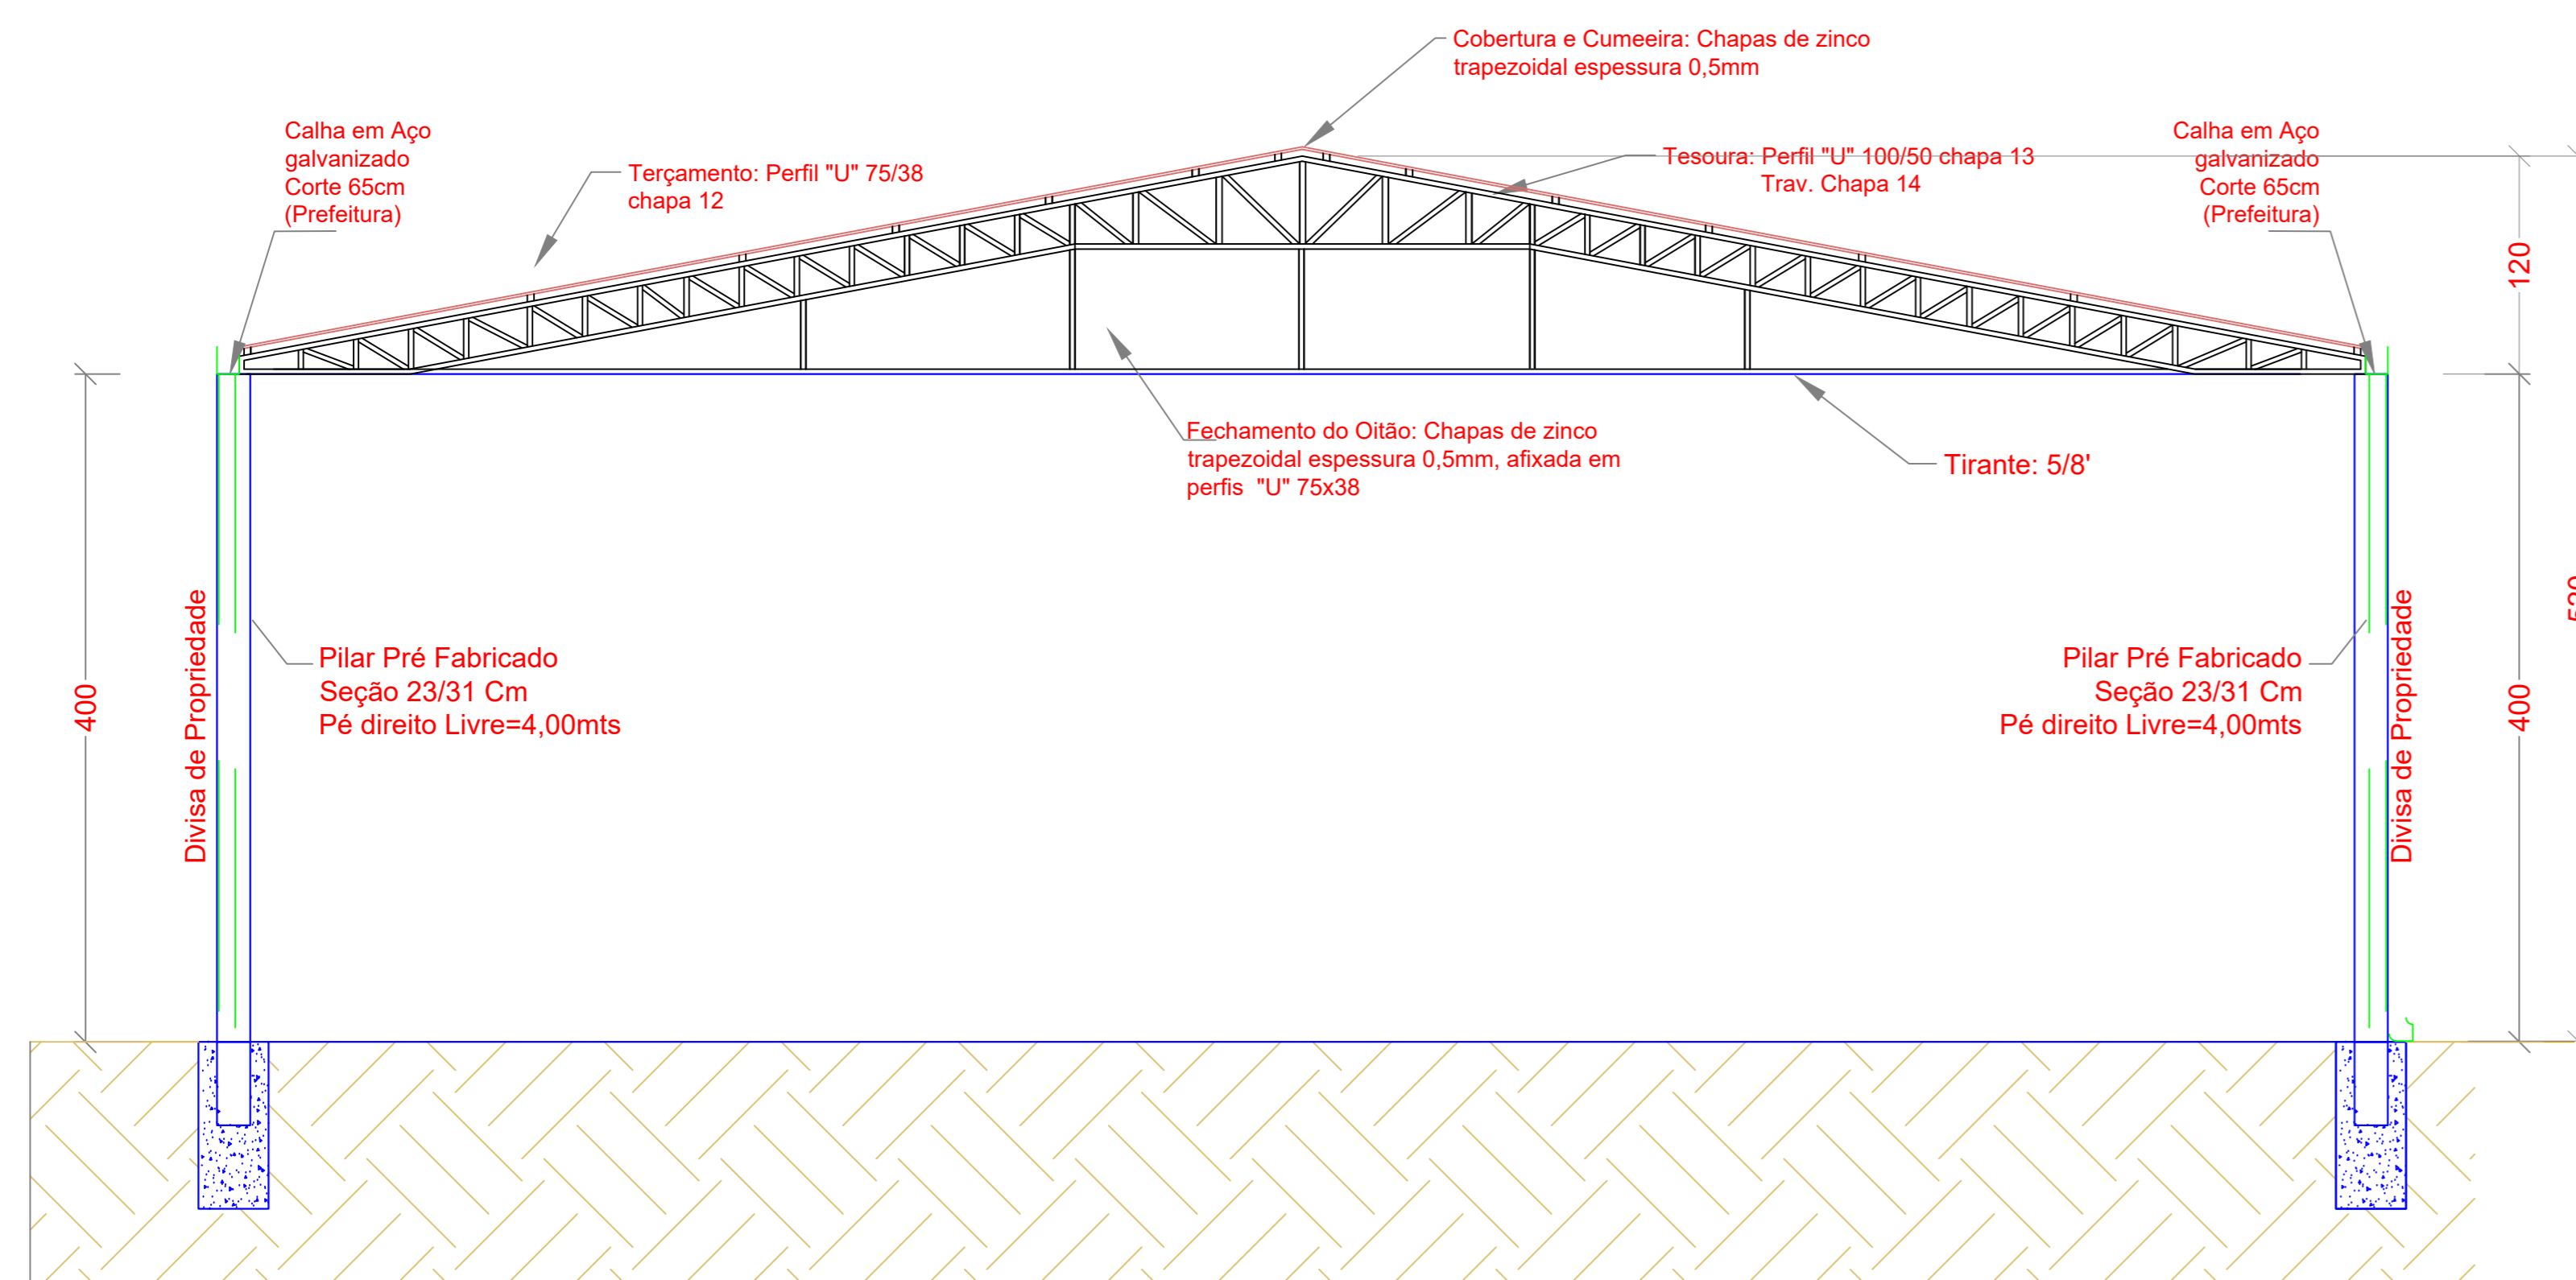 Cobertura e Cumeeira: Chapas de zinco
trapezoidal espessura 0,5mm
Calha em Aço
galvanizado
Corte 65cm
(Prefeitura)
Terçamento: Perfil "U" 75/38
chapa 12
Tesoura: Perfil "U" 100/50 chapa 13
Trav. Chapa 14
Calha em Aço
galvanizado
Corte 65cm
(Prefeitura)
120
Fechamento do Oitão: Chapas de zinco
trapezoidal espessura 0,5mm, afixada em
perfis "U" 75x38
Tirante: 5/8'
400
Divisa de Propriedade
Pilar Pré Fabricado
Seção 23/31 Cm
Pé direito Livre=4,00mts
Pilar Pré Fabricado
Seção 23/31 Cm
Pé direito Livre=4,00mts
Divisa de Propriedade
400